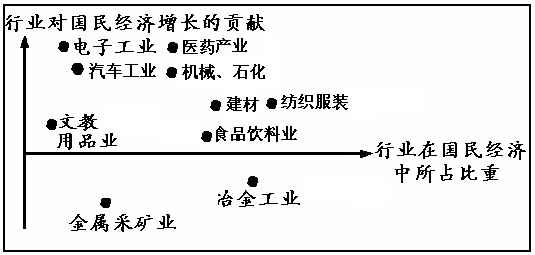 行业对国民经济增长的贡献
电子工业 医药产业
汽车工业 机械、石化
建材 纺织服装
文教
用品业
食品饮料业
行业在国民经济
中所占比重
冶金工业
金属采矿业